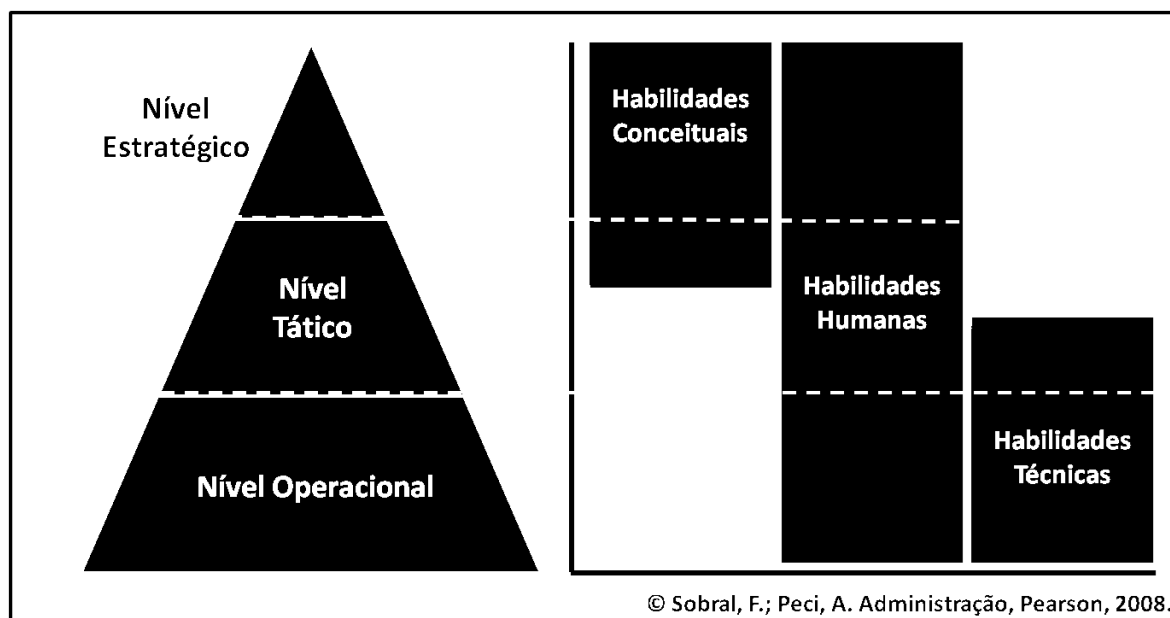 Nível
Estratégico
Nível
Tático
Nível Operacional
Habilidades
Conceituais
Habilidades
Humanas
Habilidades
Técnicas
© Sobral, F.; Peci, A. Administração, Pearson, 2008.